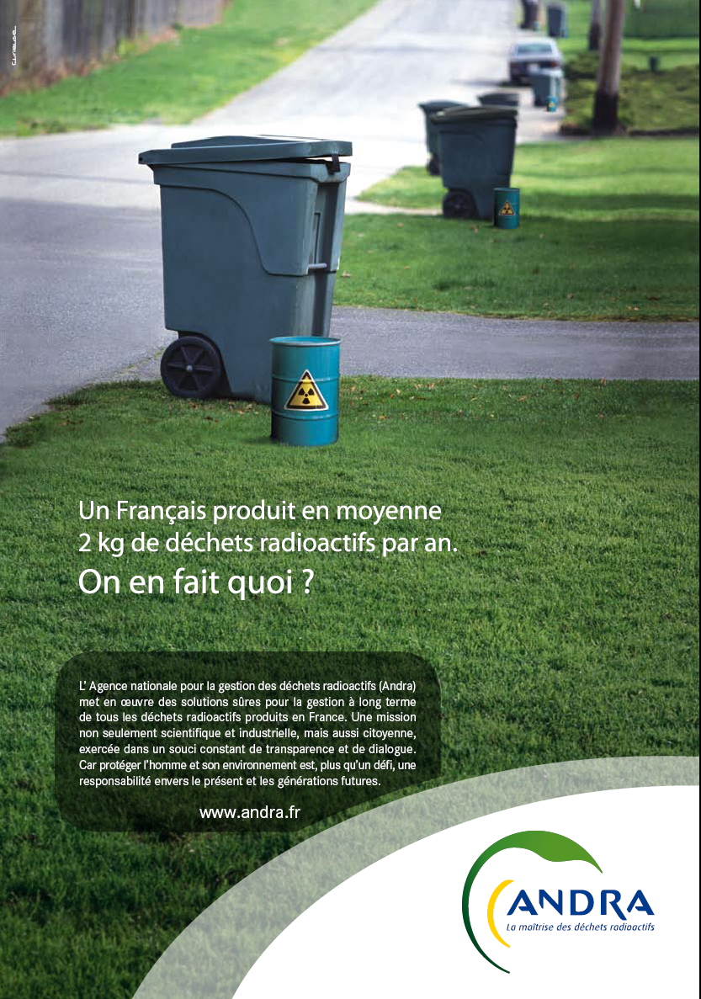 Curieuse_
Un Français produit en moyenne
2 kg de déchets radioactifs par an.
On en fait quoi ?
L' Agence nationale pour la gestion des déchets radioactifs (Andra)
met en œuvre des solutions sûres pour la gestion à long terme
de tous les déchets radioactifs produits en France. Une mission
non seulement scientifique et industrielle, mais aussi citoyenne,
exercée dans un souci constant de transparence et de dialogue.
Car protéger l'homme et son environnement est, plus qu'un défi, une
responsabilité envers le présent et les générations futures.
www.andra.fr
ANDRA
La maîtrise des déchets radioactifs